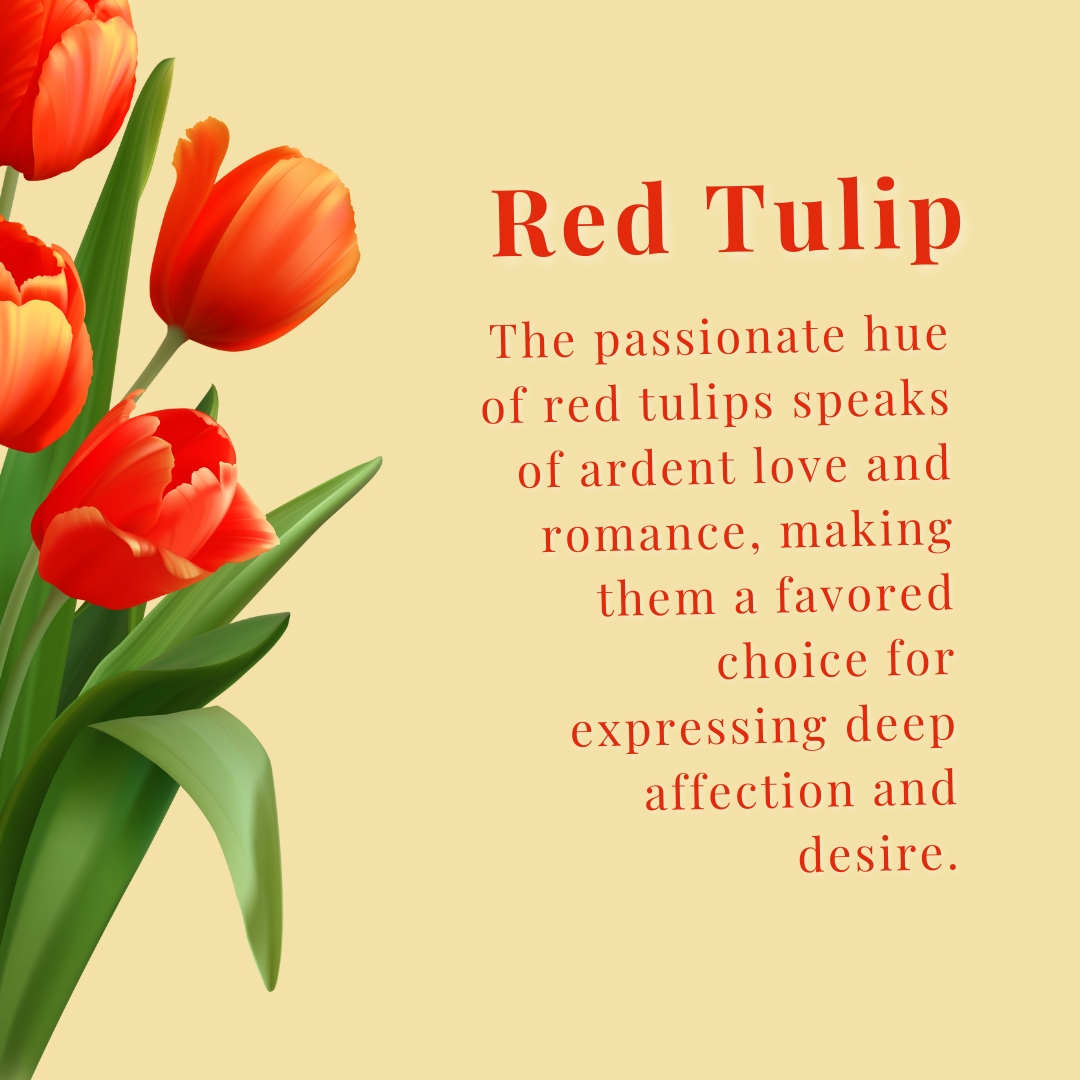 Red Tulip
The passionate hue
of red tulips speaks
of ardent love and
romance, making
them a favored
choice for
expressing deep
affection and
desire.